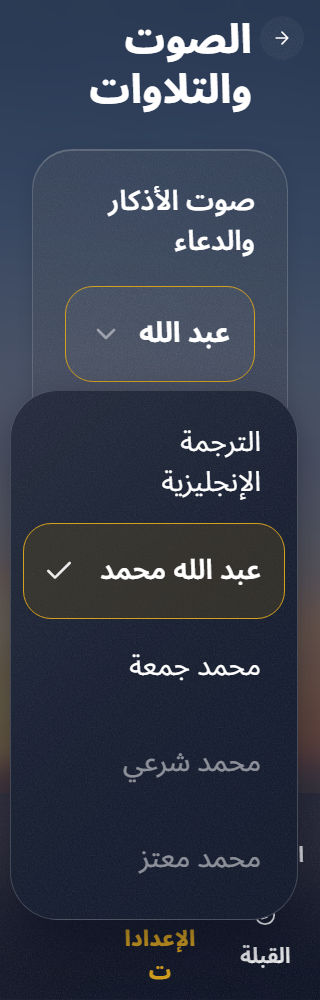 الصوت
والتلاوات
صوت الأذكار
والدعاء
عبد الله
الترجمة
الإنجليزية
عبد الله محمد
محمد جمعة
محمد شرعي
محمد معتز
القبلة
الإعدادا
ت